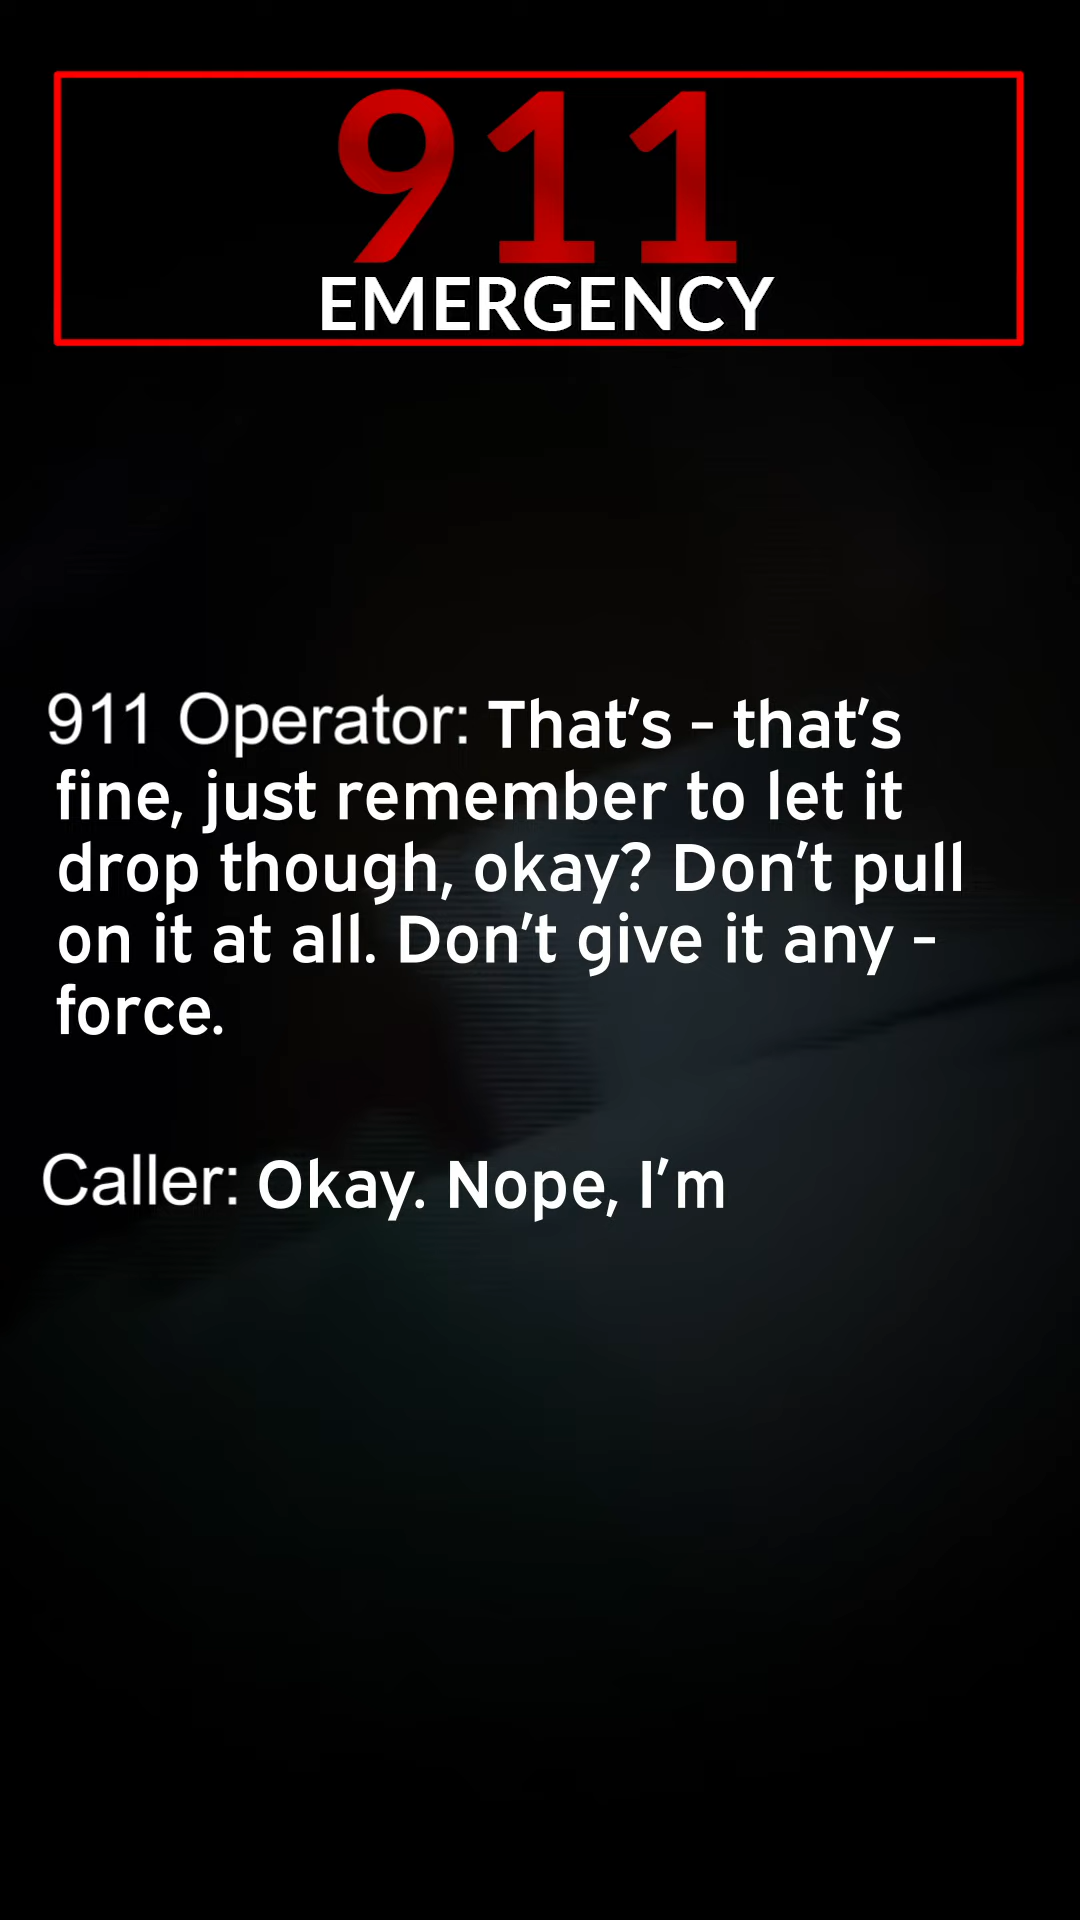 911
EMERGENCY
911 Operator: That's - that's
fine, just remember to let it
drop though, okay? Don't pull
on it at all. Don't give it any -
force.
Caller: Okay. Nope, I'm